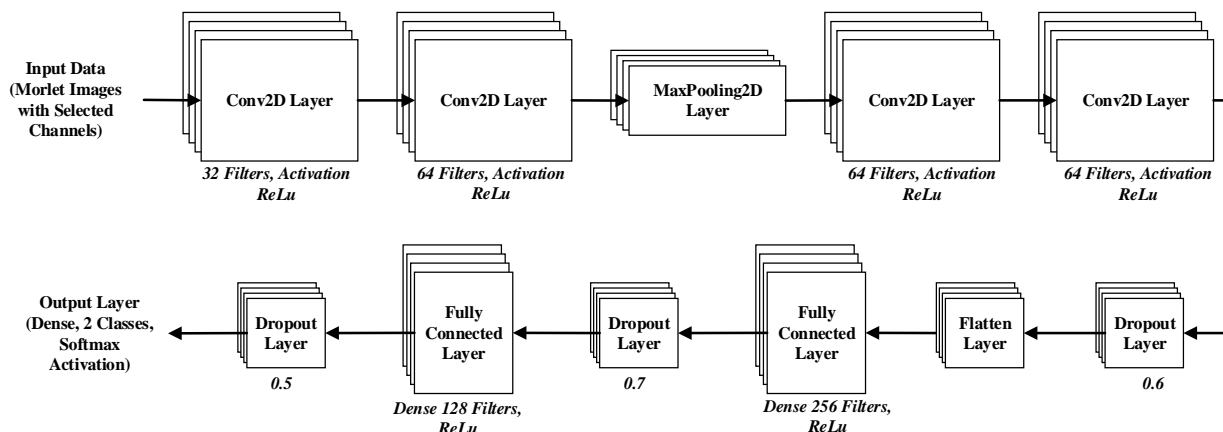 Input Data
(Morlet Images
with Selected
Channels)
Conv2D Layer
32 Filters, Activation
ReLu
Conv2D Layer
64 Filters, Activation
ReLu
MaxPooling2D
Layer
Conv2D Layer
64 Filters, Activation
ReLu
Conv2D Layer
64 Filters, Activation
ReLu
Output Layer
(Dense, 2 Classes,
Softmax
Activation)
Dropout
Layer
0.5
Fully
Connected
Layer
Dense 128 Filters,
ReLu
Dropout
Layer
0.7
Fully
Connected
Layer
Dense 256 Filters,
ReLu
Flatten
Layer
Dropout
Layer
0.6